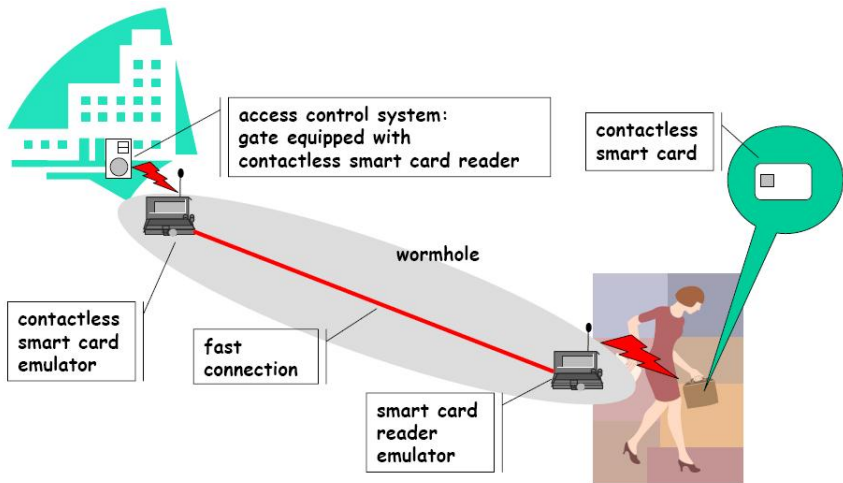 access control system:
gate equipped with
contactless smart card reader
contactless
smart card
wormhole
contactless
smart card
emulator
fast
connection
smart card
reader
emulator